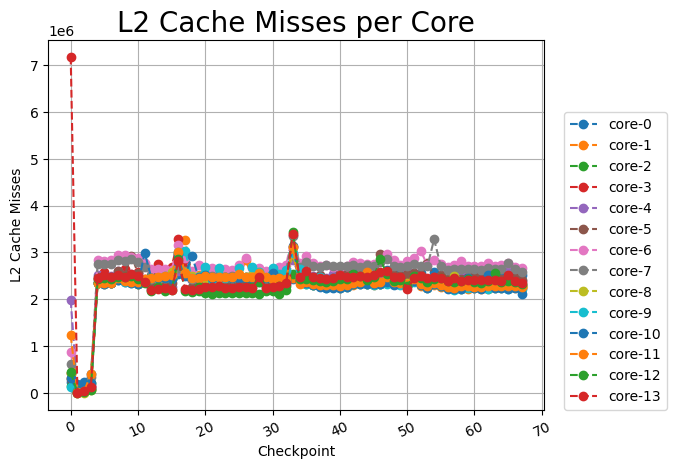 L2 Cache Misses per Core
1e6
7
6
5
4
3
2
1
0
L2 Cache Misses
0
10
20
30
40
50
60
70
Checkpoint
core-0
core-1
core-2
core-3
core-4
core-5
core-6
core-7
core-8
core-9
core-10
core-11
core-12
core-13